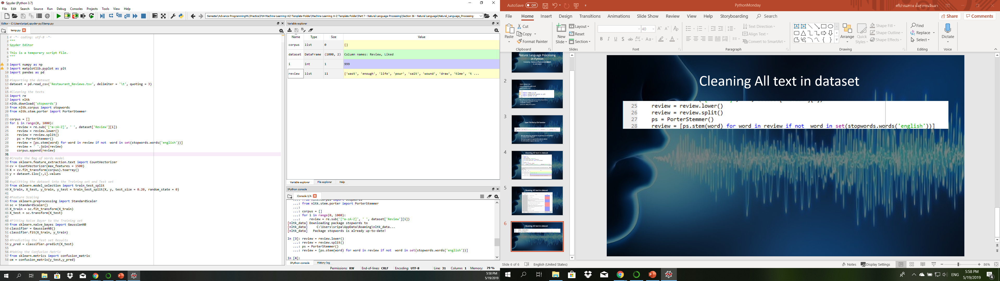 Spyder (Python 3.7)
File Edit Search Source Run Debug Consoles Projects Tools View Help
Semester\Advance ProgrammingML\Practice\P14-Machine-Learning-AZ-Template-Folder\Machine Learning A-Z Template Folder\Part 7 - Natural Language Processing\Section 36 - Natural Language\Natural_Language_Processing
Editor - C:\Users\sripa\.spyder-py3\temp.py
temp.py
1 # -*- coding: utf-8 -*-
2 """
3 Spyder Editor
4
5 This is a temporary script file.
6 """
7
8 import numpy as np
9 import matplotlib.pyplot as plt
10 import pandas as pd
11
12 #importing the dataset
13 dataset = pd.read_csv('Restaurant_Reviews.tsv', delimiter = '\t', quoting = 3)
14
15 #Cleaning the texts
16 import re
17 import nltk
18 nltk.download('stopwords')
19 from nltk.corpus import stopwords
20 from nltk.stem.porter import PorterStemmer
21
22 corpus = []
23 for i in range(0, 1000):
24 review = re.sub('[^a-zA-Z]', ' ', dataset['Review'][i])
25 review = review.lower()
26 review = review.split()
27 ps = PorterStemmer()
28 review = [ps.stem(word) for word in review if not  word in set(stopwords.words('english'))]
29 review = ' '.join(review)
30 corpus.append(review)
31
32 #Create the Bag of Words model
33 from sklearn.feature_extraction.text import CountVectorizer
34 cv = CountVectorizer(max_features = 1500)
35 X = cv.fit_transform(corpus).toarray()
36 y = dataset.iloc[:,1].values
37
38 #splitting the dataset into the Training set and Test set
39 from sklearn.model_selection import train_test_split
40 X_train, X_test, y_train, y_test = train_test_split(X, y, test_size = 0.20, random_state = 0)
41
42 #Feature Scaling
43 from sklearn.preprocessing import StandardScaler
44 sc = StandardScaler()
45 X_train = sc.fit_transform(X_train)
46 X_test = sc.transform(X_test)
47
48 #Fitting Naive Bayer to the Training set
49 from sklearn.naive_bayes import GaussianNB
50 classifier = GaussianNB()
51 classifier.fit(X_train, y_train)
52
53 #Predicting the Test set Results
54 y_pred = classifier.predict(X_test)
55
56 #Making the Confusion Matrix
57 from sklearn.metrics import confusion_matrix
58 cm = confusion_matrix(y_test,y_pred)
Variable explorer
Name Type Size Value
corpus list 0 []
dataset DataFrame (1000, 2) Column names: Review, Liked
i int 1 999
review list 11 ['wast', 'enough', 'life', 'pour', 'salt', 'wound', 'draw', 'time', 't ...
Variable explorer File explorer Help
IPython console
Console 1/A
...: from nltk.corpus import stopwords
...: from nltk.stem.porter import PorterStemmer
...:
...: corpus = []
...: for i in range(0, 1000):
...: review = re.sub('[^a-zA-Z]', ' ', dataset['Review'][i])
[nltk_data] Downloading package stopwords to
[nltk_data] C:\Users\sripa\AppData\Roaming\nltk_data...
[nltk_data] Package stopwords is already up-to-date!
In [3]: review = review.lower()
...: review = review.split()
...: ps = PorterStemmer()
...: review = [ps.stem(word) for word in review if not  word in set(stopwords.words('english'))]
In [4]:
IPython console History log
Permissions: RW End-of-lines: CRLF Encoding: UTF-8 Line: 31 Column: 1 Memory: 79 %
5:58 PM
5/19/2019
AutoSave Off
PythonMonday
File Home Insert Design Transitions Animations Slide Show Review View Help Storyboarding Search Share Comments
Paste Cut Copy Format Painter
Clipboard
New Slide Layout Reset Section
Slides
40
B I U S ab AV Aa A
Font
Text Direction Align Text Convert to SmartArt
Paragraph
Arrange Quick Styles Shape Fill Shape Outline Shape Effects
Drawing
Find Replace Select
Editing
Dictate
Voice
Natural Language Processing
in Python
2
import numpy as np
import matplotlib.pyplot as plt
import pandas as pd
3
Open TSV file by CSV function
4
Cleaning All text in dataset
5
Cleaning All text in dataset
6
Cleaning All text in dataset
Cleaning All text in dataset
25 review = review.lower()
26 review = review.split()
27 ps = PorterStemmer()
28 review = [ps.stem(word) for word in review if not  word in set(stopwords.words('english'))]
Slide 6 of 6 English (United States) Notes Display Settings 86%
ENG 5:58 PM
5/19/2019
4